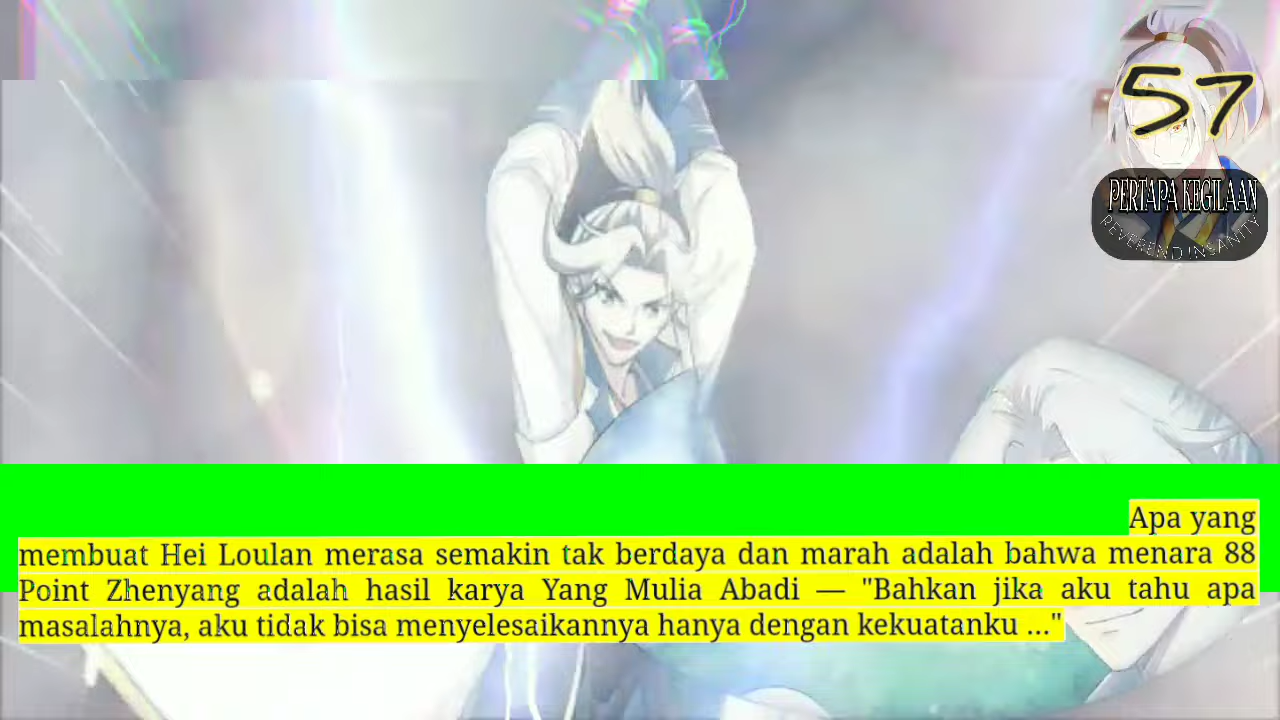 57
PERTAPA KEGILAAN
REVEREND INSANITY
Apa yang
membuat Hei Loulan merasa semakin tak berdaya dan marah adalah bahwa menara 88
Point Zhenyang adalah hasil karya Yang Mulia Abadi — "Bahkan jika aku tahu apa
masalahnya, aku tidak bisa menyelesaikannya hanya dengan kekuatanku ..."